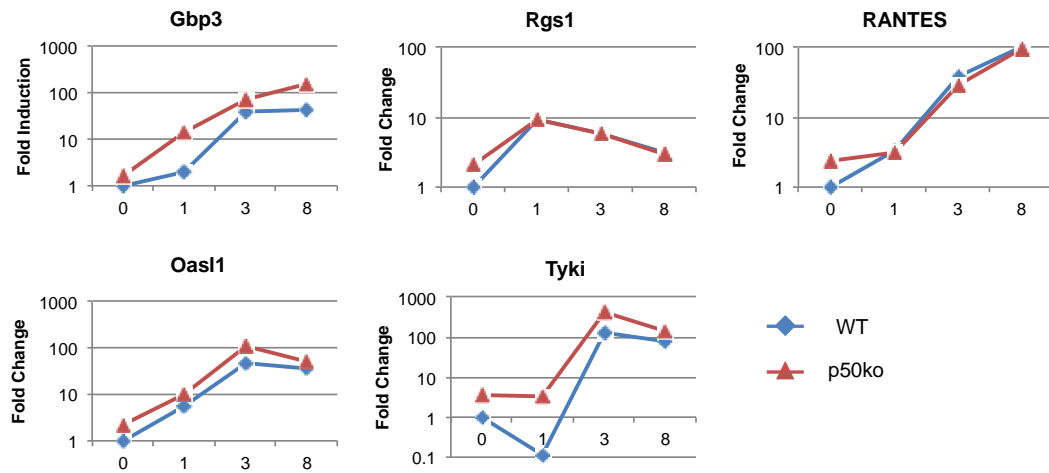 Gbp3
Fold Induction
1000
100
10
1
0 1 3 8
Rgs1
Fold Change
100
10
1
0 1 3 8
RANTES
Fold Change
100
10
1
0 1 3 8
Oasl1
Fold Change
1000
100
10
1
0 1 3 8
Tyki
Fold Change
1000
100
10
1
0.1
0 1 3 8
WT
p50ko